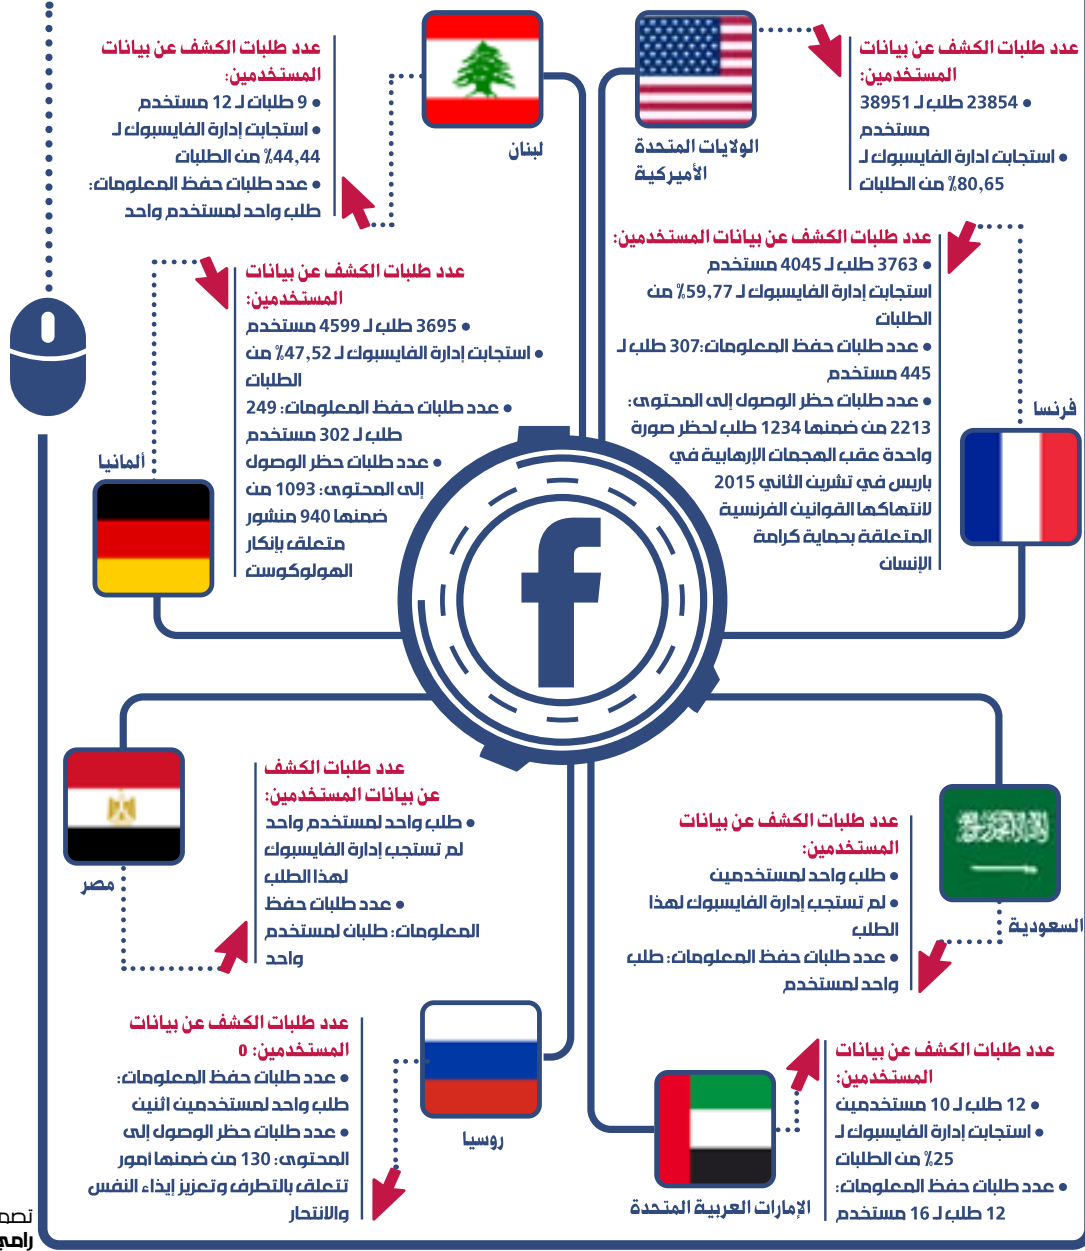 عدد طلبات الكشف عن بيانات
المستخدمين:
• 23854 طلب لـ 38951
مستخدم
• استجابت ادارة الفايسبوك لـ
80,65٪ من الطلبات
الولايات المتحدة
الأميركية
لبنان
عدد طلبات الكشف عن بيانات
المستخدمين:
• 9 طلبات لـ 12 مستخدم
• استجابت إدارة الفايسبوك لـ
44,44٪ من الطلبات
• عدد طلبات حفظ المعلومات:
طلب واحد لمستخدم واحد
عدد طلبات الكشف عن بيانات المستخدمين:
• 3763 طلب لـ 4045 مستخدم
استجابت إدارة الفايسبوك لـ 59,77٪ من
الطلبات
• عدد طلبات حفظ المعلومات:307 طلب لـ
445 مستخدم
• عدد طلبات حظر الوصول إلى المحتوى:
2213 من ضمنها 1234 طلب لحظر صورة
واحدة عقب الهجمات الإرهابية في
باريس في تشرين الثاني 2015
لانتهاكها القوانين الفرنسية
المتعلقة بحماية كرامة
الإنسان
فرنسا
عدد طلبات الكشف عن بيانات
المستخدمين:
• 3695 طلب لـ 4599 مستخدم
• استجابت إدارة الفايسبوك لـ 47,52٪ من
الطلبات
• عدد طلبات حفظ المعلومات: 249
طلب لـ 302 مستخدم
• عدد طلبات حظر الوصول
إلى المحتوى: 1093 من
ضمنها 940 منشور
متعلق بإنكار
الهولوكوست
ألمانيا
f
عدد طلبات الكشف
عن بيانات المستخدمين:
• طلب واحد لمستخدم واحد
لم تستجب إدارة الفايسبوك
لهذا الطلب
• عدد طلبات حفظ
المعلومات: طلبان لمستخدم
واحد
مصر
عدد طلبات الكشف عن بيانات
المستخدمين:
• طلب واحد لمستخدمين
• لم تستجب إدارة الفايسبوك لهذا
الطلب
• عدد طلبات حفظ المعلومات: طلب
واحد لمستخدم
السعودية
عدد طلبات الكشف عن بيانات
المستخدمين: 0
• عدد طلبات حفظ المعلومات:
طلب واحد لمستخدمين اثنين
• عدد طلبات حظر الوصول إلى
المحتوى: 130 من ضمنها أمور
تتعلق بالتطرف وتعزيز إيذاء النفس
والانتحار
روسيا
عدد طلبات الكشف عن بيانات
المستخدمين:
• 12 طلب لـ 10 مستخدمين
• استجابت إدارة الفايسبوك لـ
25٪ من الطلبات
• عدد طلبات حفظ المعلومات:
12 طلب لـ 16 مستخدم
الإمارات العربية المتحدة